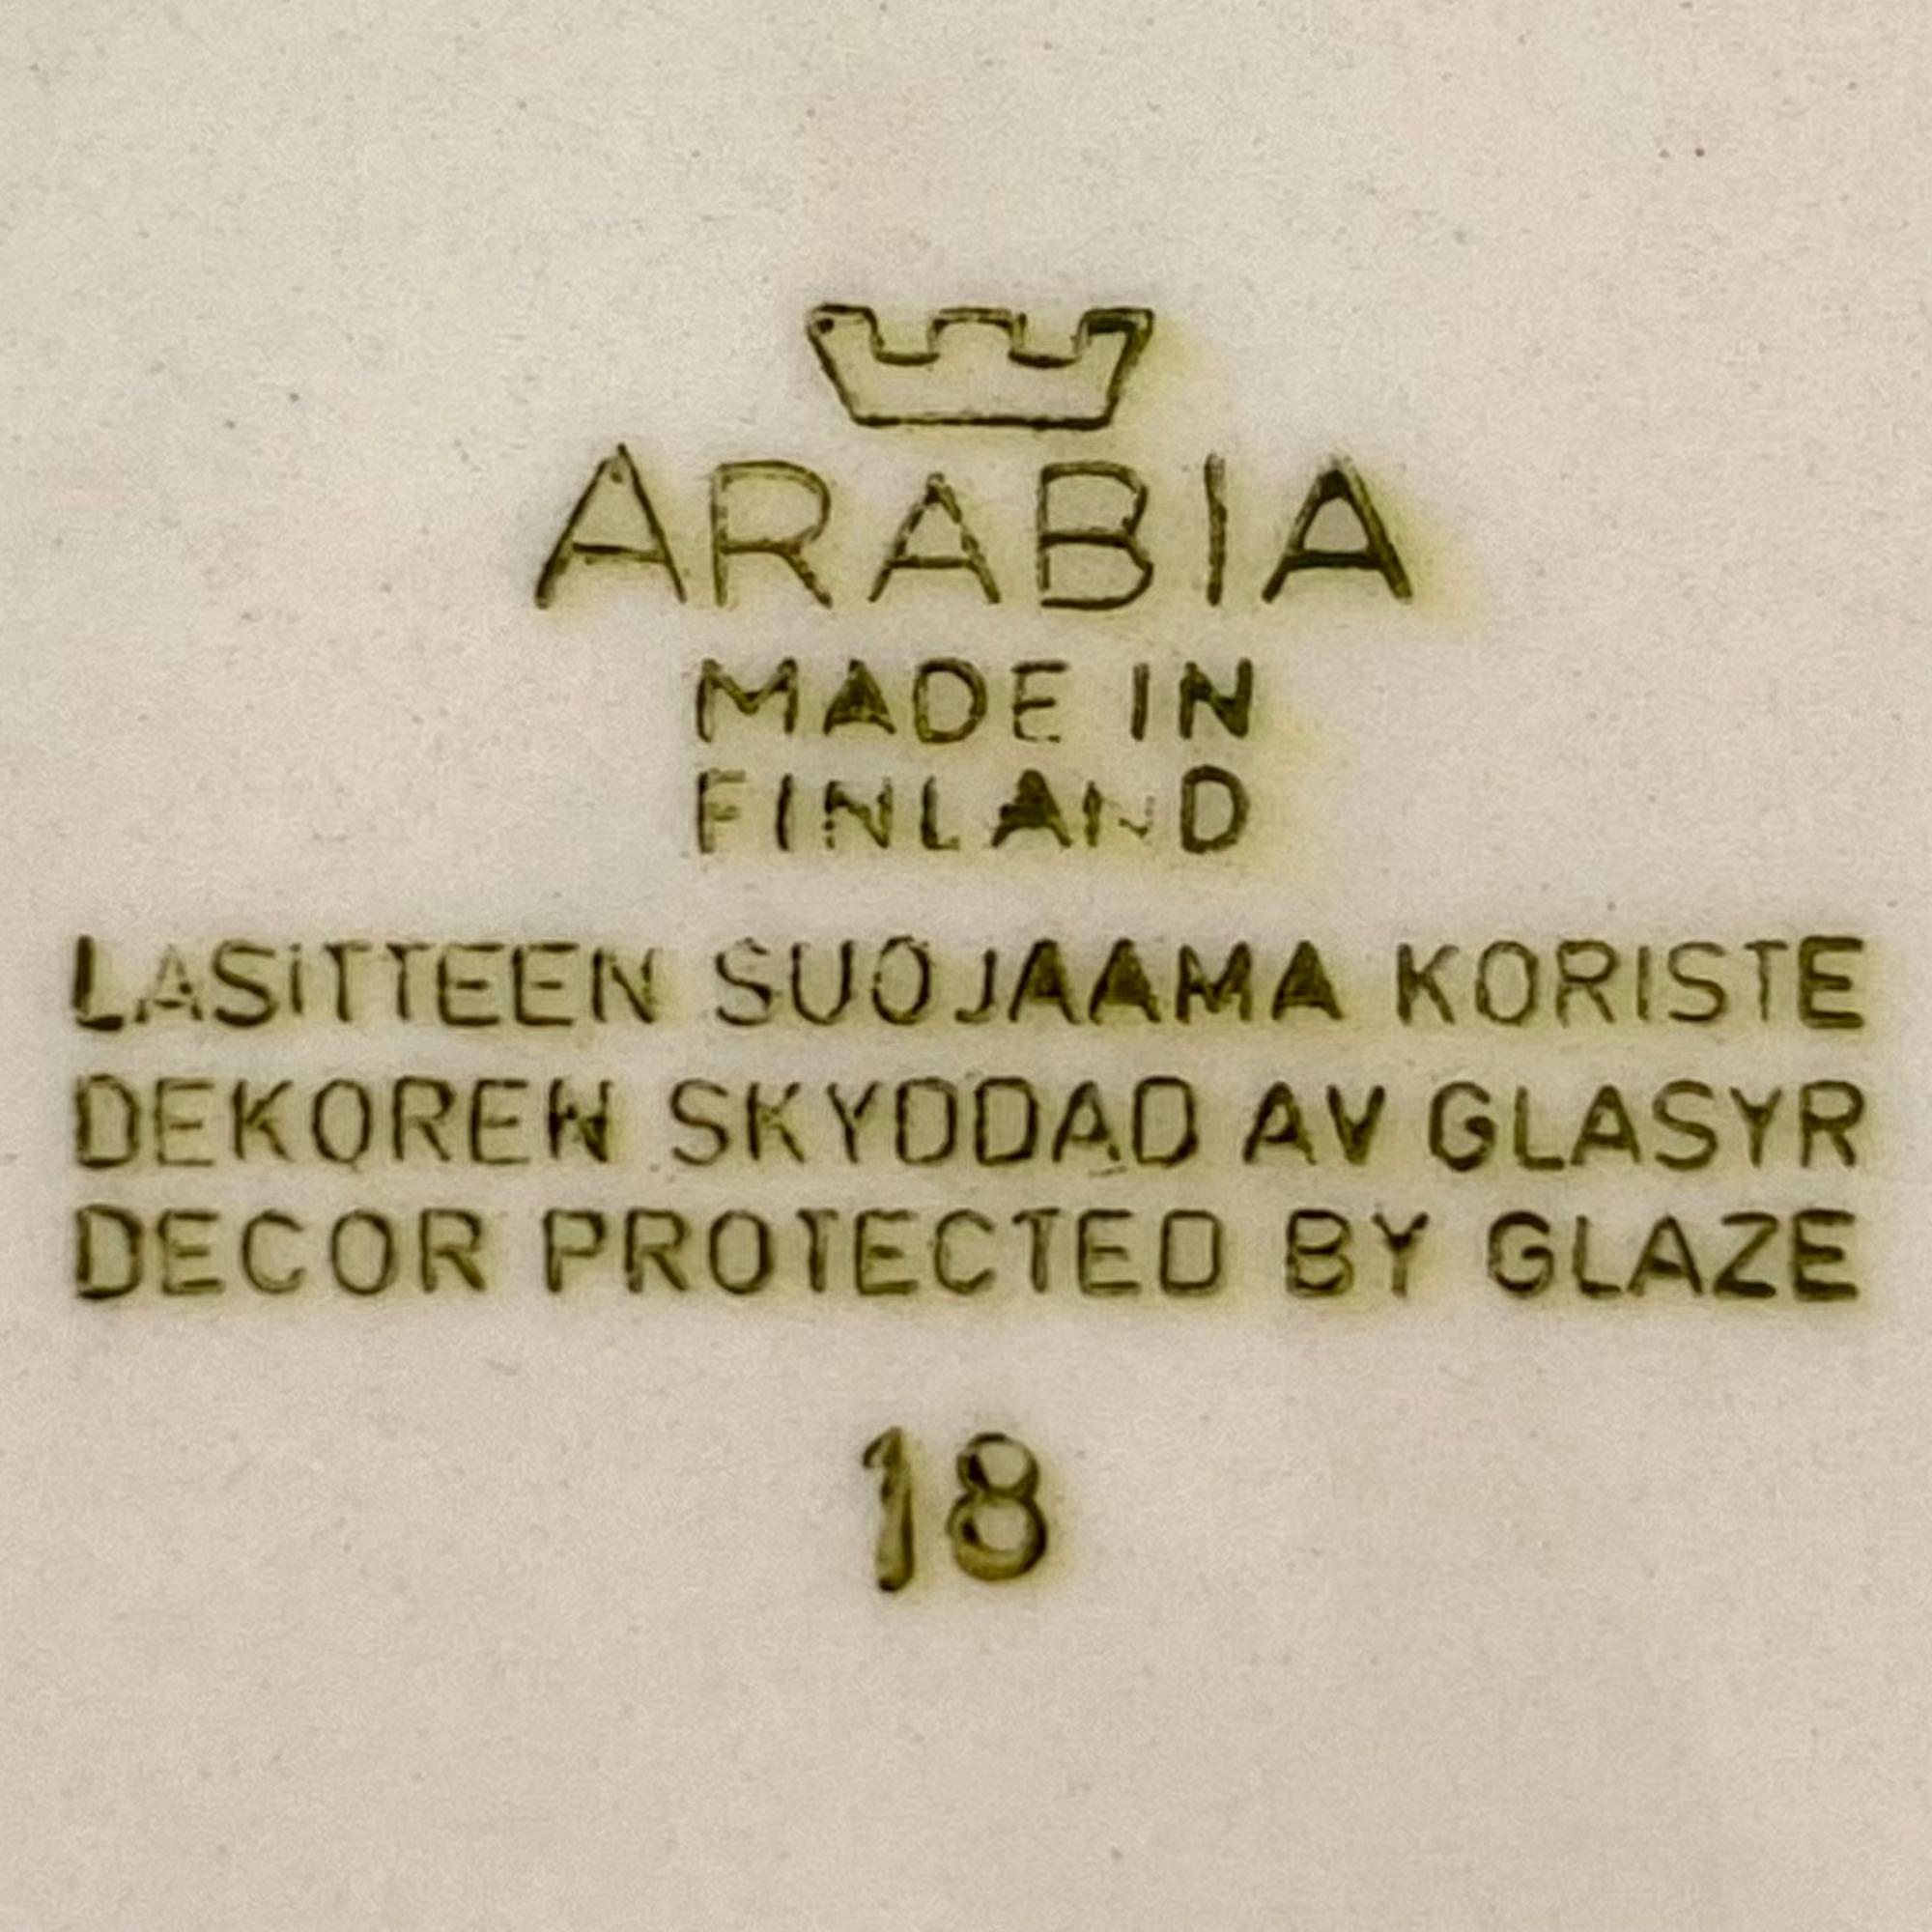 ARABIA
MADE IN
FINLAND
LASITTEEN SUOJAAMA KORISTE
DEKOREN SKYDDAD AV GLASYR
DECOR PROTECTED BY GLAZE
18